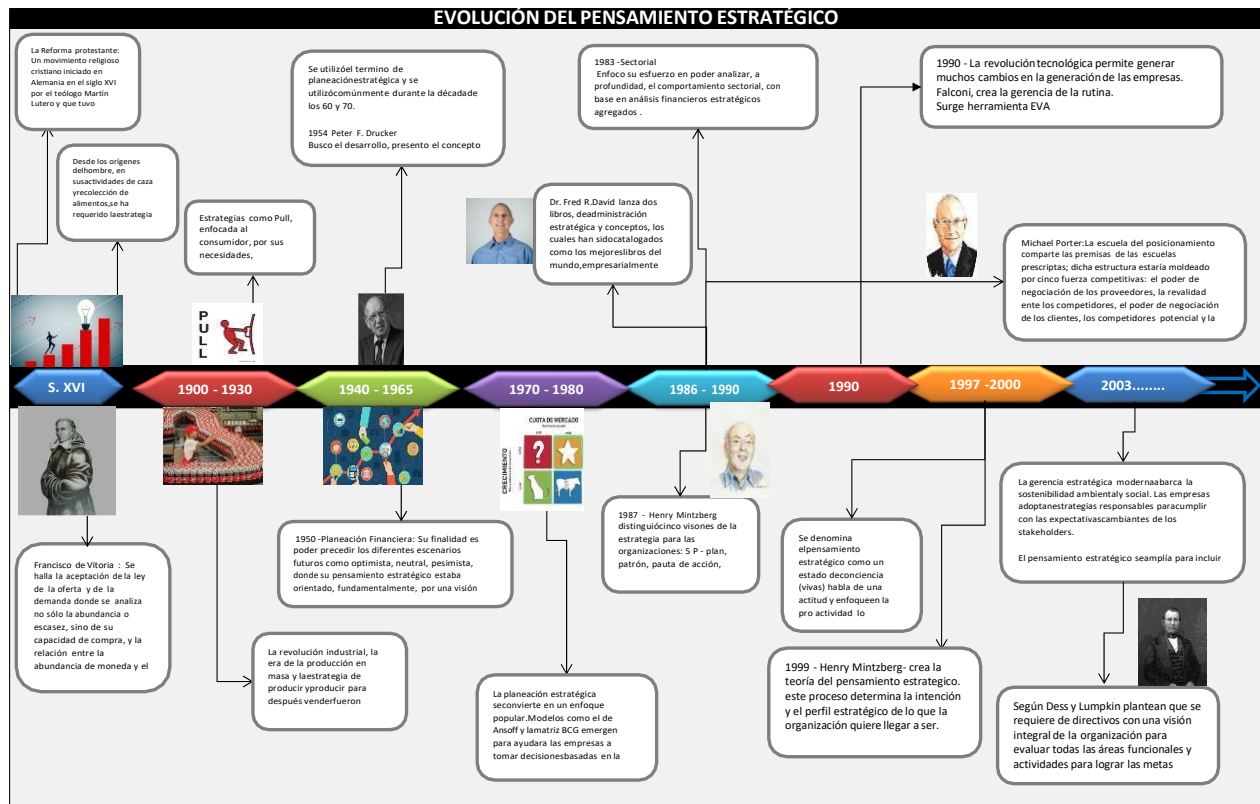 EVOLUCIÓN DEL PENSAMIENTO ESTRATÉGICO
La Reforma protestante:
Un movimiento religioso
cristiano iniciado en
Alemania en el siglo XVI
por el teólogo Martín
Lutero y que tuvo
Desde los orígenes
delhombre, en
susactividades de caza
yrecolección de
alimentos,se ha
requerido laestrategia
Estrategias como Pull,
enfocada al
consumidor, por sus
necesidades,
Se utilizóel termino de
planeaciónestratégica y se
utilizócomúnmente durante la décadade
los 60 y 70.
1954 Peter F. Drucker
Busco el desarrollo, presento el concepto
1983 -Sectorial
Enfoco su esfuerzo en poder analizar, a
profundidad, el comportamiento sectorial, con
base en análisis financieros estratégicos
agregados .
Dr. Fred R.David lanza dos
libros, deadministración
estratégica y conceptos, los
cuales han sidocatalogados
como los mejoreslibros del
mundo,empresarialmente
1990 - La revolución tecnológica permite generar
muchos cambios en la generación de las empresas.
Falconi, crea la gerencia de la rutina.
Surge herramienta EVA
Michael Porter:La escuela del posicionamiento
comparte las premisas de las escuelas
prescriptas; dicha estructura estaría moldeado
por cinco fuerza competitivas: el poder de
negociación de los proveedores, la revalidad
ente los competidores, el poder de negociación
de los clientes, los competidores potencial y la
PULL
S. XVI
1900 - 1930
1940 - 1965
1970 - 1980
1986 - 1990
1990
1997 -2000
2003........
CUOTA DE MERCADO
CRECIMIENTO
?
Francisco de Vitoria : Se
halla la aceptación de la ley
de la oferta y de la
demanda donde se analiza
no sólo la abundancia o
escasez, sino de su
capacidad de compra, y la
relación entre la
abundancia de moneda y el
La revolución industrial, la
era de la producción en
masa y laestrategia de
producir yproducir para
después venderfueron
1950 -Planeación Financiera: Su finalidad es
poder precedir los diferentes escenarios
futuros como optimista, neutral, pesimista,
donde su pensamiento estratégico estaba
orientado, fundamentalmente, por una visión
La planeación estratégica
seconvierte en un enfoque
popular.Modelos como el de
Ansoff y lamatriz BCG emergen
para ayudara las empresas a
tomar decisionesbasadas en la
1987 - Henry Mintzberg
distinguiócinco visones de la
estrategia para las
organizaciones: 5 P - plan,
patrón, pauta de acción,
Se denomina
elpensamiento
estratégico como un
estado deconciencia
(vivas) habla de una
actitud y enfoqueen la
pro actividad lo
1999 - Henry Mintzberg- crea la
teoría del pensamiento estrategico.
este proceso determina la intención
y el perfil estratégico de lo que la
organización quiere llegar a ser.
La gerencia estratégica modernaabarca la
sostenibilidad ambientaly social. Las empresas
adoptanestrategias responsables paracumplir
con las expectativascambiantes de los
stakeholders.
El pensamiento estratégico seamplía para incluir
Según Dess y Lumpkin plantean que se
requiere de directivos con una visión
integral de la organización para
evaluar todas las áreas funcionales y
actividades para lograr las metas